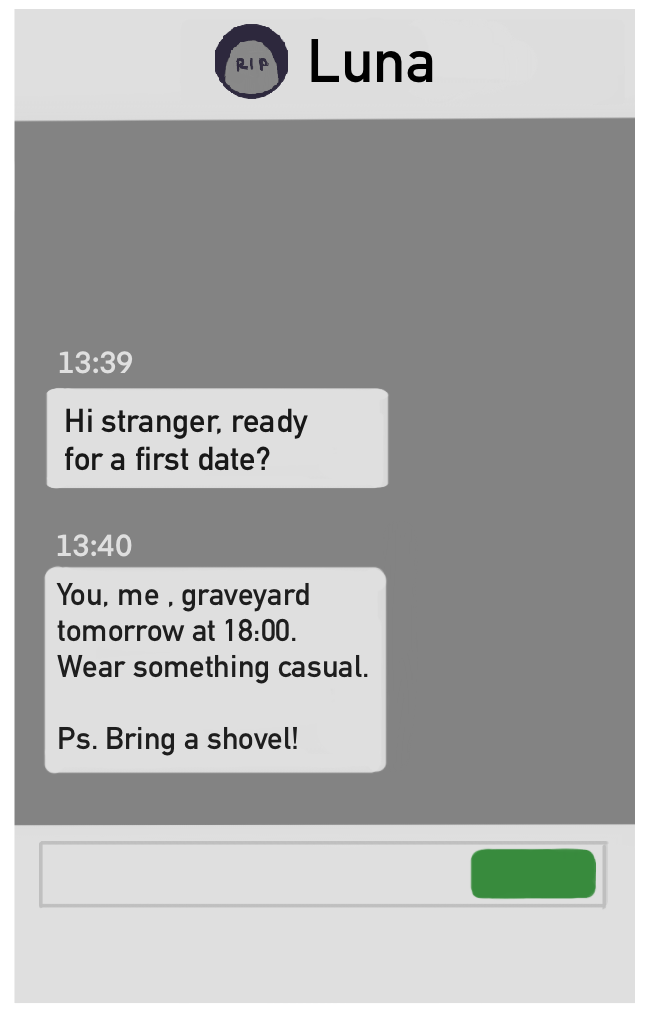 RIP
Luna
13:39
Hi stranger, ready
for a first date?
13:40
You, me , graveyard
tomorrow at 18:00.
Wear something casual.
Ps. Bring a shovel!